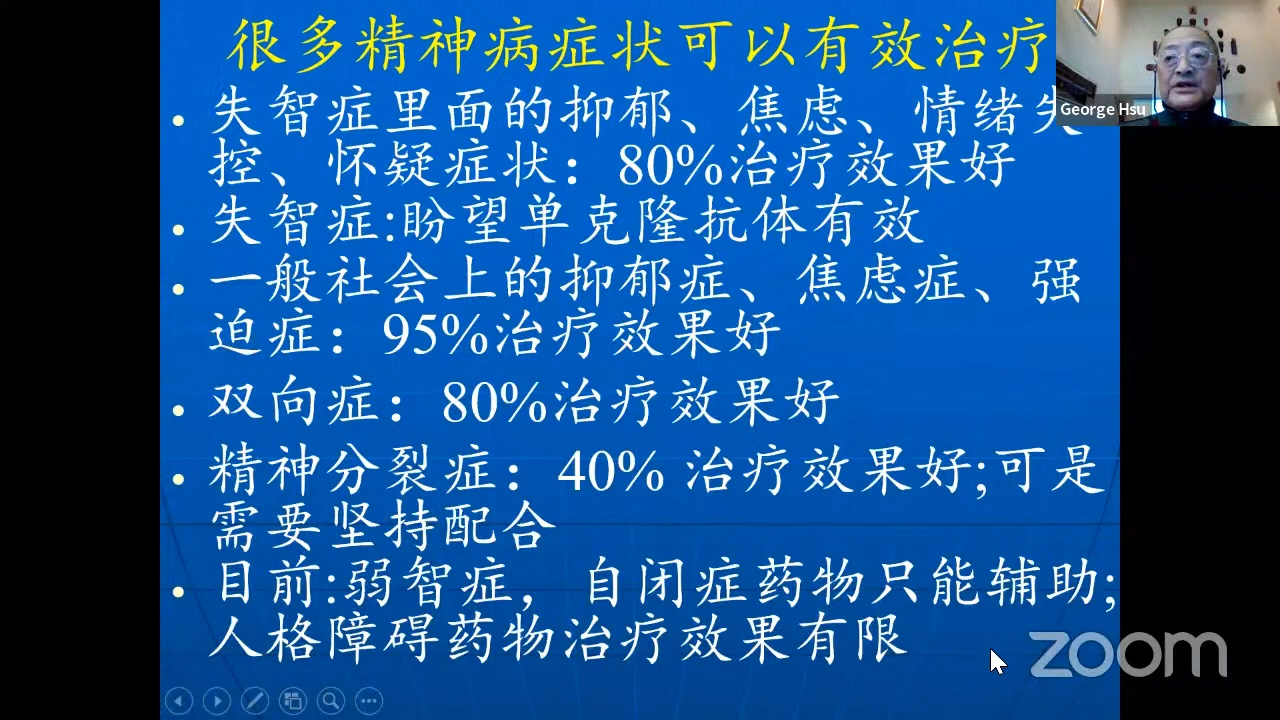 很多精神病症状可以有效治疗
George Hsu
• 失智症里面的抑郁、焦虑、情绪失
控、怀疑症状：80%治疗效果好
• 失智症:盼望单克隆抗体有效
• 一般社会上的抑郁症、焦虑症、强
迫症：95%治疗效果好
• 双向症：80%治疗效果好
• 精神分裂症：40% 治疗效果好;可是
需要坚持配合
• 目前:弱智症，自闭症药物只能辅助;
人格障碍药物治疗效果有限
zoom